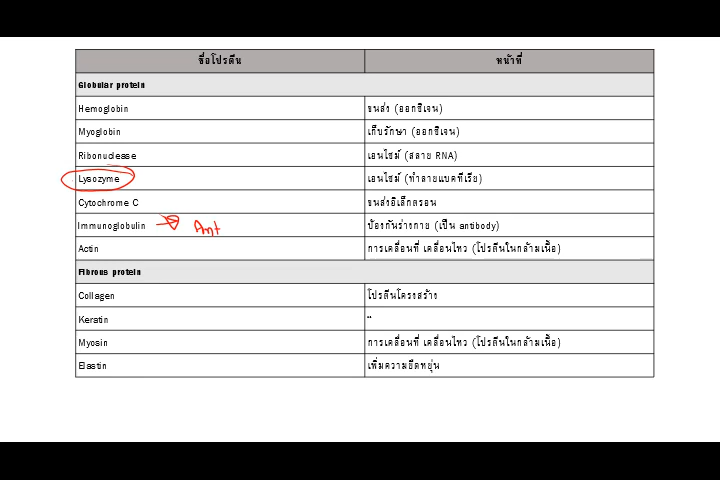 ชื่อโปรตีน หน้าที่
Globular protein
Hemoglobin ขนส่ง (ออกซิเจน)
Myoglobin เก็บรักษา (ออกซิเจน)
Ribonuclease เอนไซม์ (สลาย RNA)
Lysozyme เอนไซม์ (ทำลายแบคทีเรีย)
Cytochrome C ขนส่งอิเล็กตรอน
Immunoglobulin Ant ป้องกันร่างกาย (เป็น antibody)
Actin การเคลื่อนที่ เคลื่อนไหว (โปรตีนในกล้ามเนื้อ)
Fibrous protein
Collagen โปรตีนโครงสร้าง
Keratin "
Myosin การเคลื่อนที่ เคลื่อนไหว (โปรตีนในกล้ามเนื้อ)
Elastin เพิ่มความยืดหยุ่น